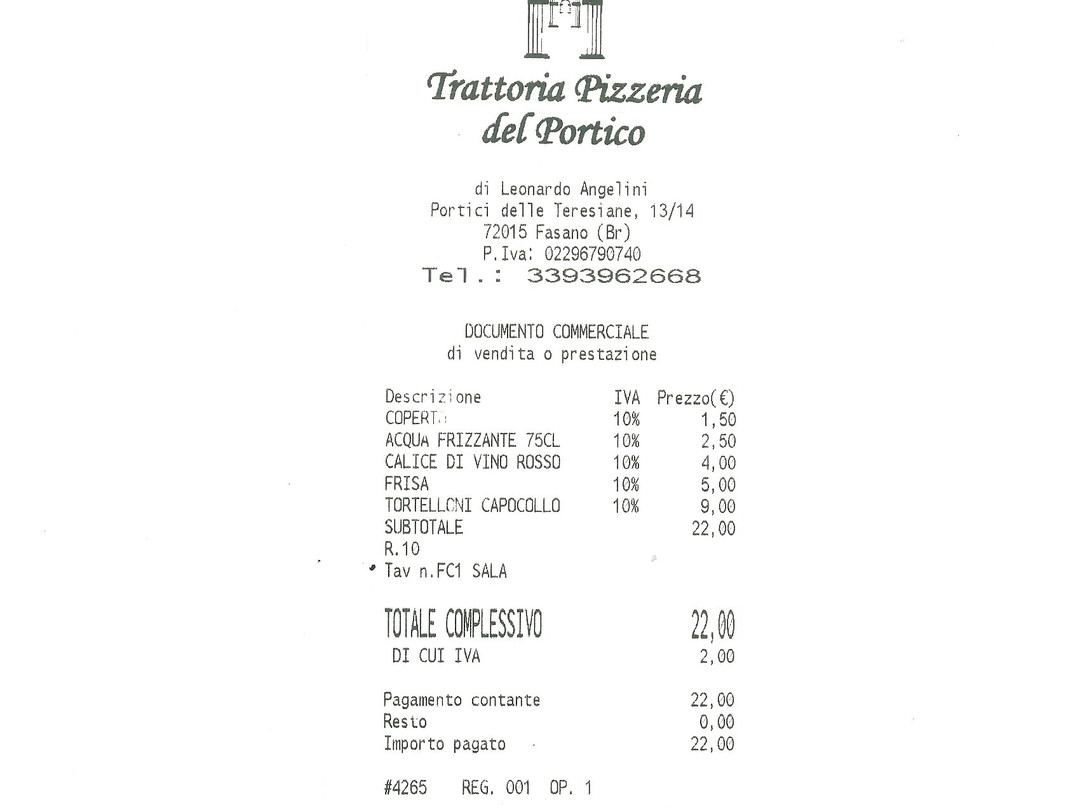 Trattoria Pizzeria
del Portico
di Leonardo Angelini
Portici delle Teresiane, 13/14
72015 Fasano (Br)
P.Iva: 02296790740
Tel.: 3393962668
DOCUMENTO COMMERCIALE
di vendita o prestazione
Descrizione IVA Prezzo(€)
COPERTO 10% 1,50
ACQUA FRIZZANTE 75CL 10% 2,50
CALICE DI VINO ROSSO 10% 4,00
FRISA 10% 5,00
TORTELLONI CAPOCOLLO 10% 9,00
SUBTOTALE 22,00
R.10
Tav n.FC1 SALA
TOTALE COMPLESSIVO 22,00
DI CUI IVA 2,00
Pagamento contante 22,00
Resto 0,00
Importo pagato 22,00
#4265 REG. 001 OP. 1